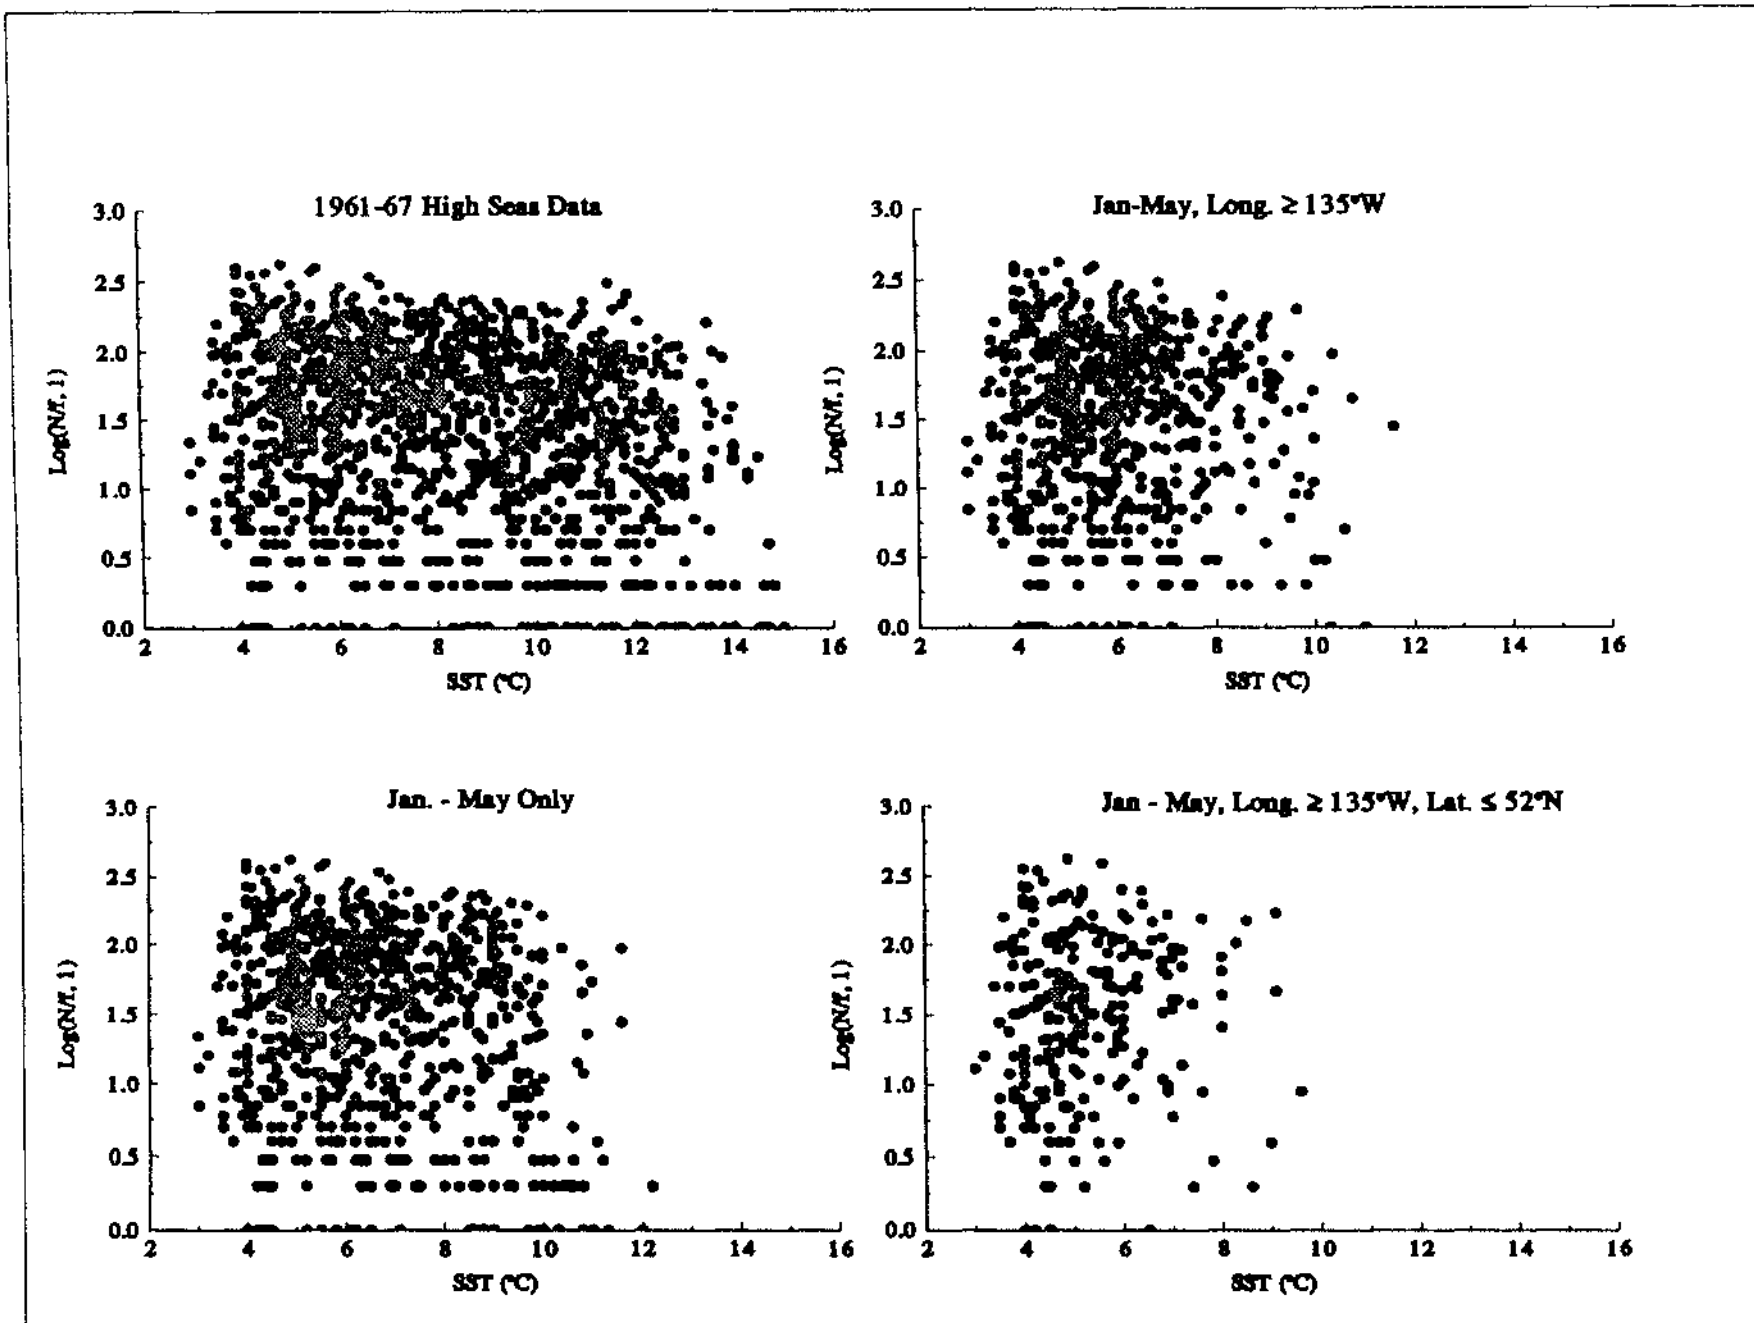 1961-67 High Seas Data
3.0
2.5
2.0
1.5
1.0
0.5
0.0
Log(N/f, 1)
2 4 6 8 10 12 14 16
SST (°C)
Jan-May, Long. ≥ 135°W
3.0
2.5
2.0
1.5
1.0
0.5
0.0
Log(N/f, 1)
2 4 6 8 10 12 14 16
SST (°C)
Jan. - May Only
3.0
2.5
2.0
1.5
1.0
0.5
0.0
Log(N/f, 1)
2 4 6 8 10 12 14 16
SST (°C)
Jan - May, Long. ≥ 135°W, Lat. ≤ 52°N
3.0
2.5
2.0
1.5
1.0
0.5
0.0
Log(N/f, 1)
2 4 6 8 10 12 14 16
SST (°C)